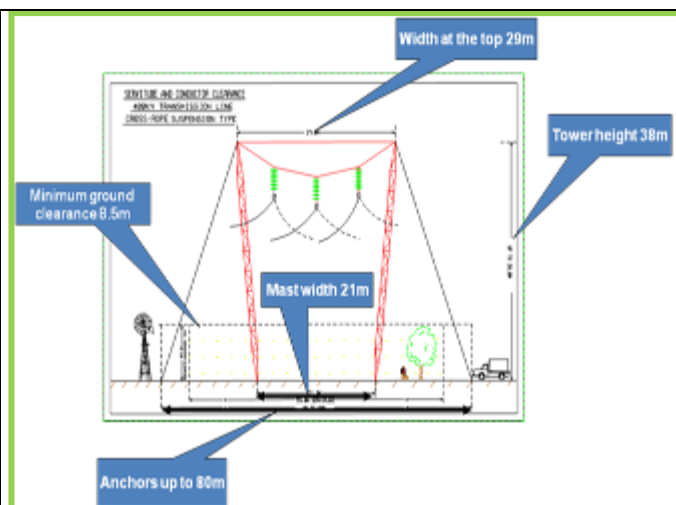 Width at the top 29m
SERVITUDE AND CONDUCTOR CLEARANCE
400KV TRANSMISSION LINE
CROSS-ROPE SUSPENSION TYPE
Tower height 38m
Minimum ground
clearance 8.5m
Mast width 21m
Anchors up to 80m